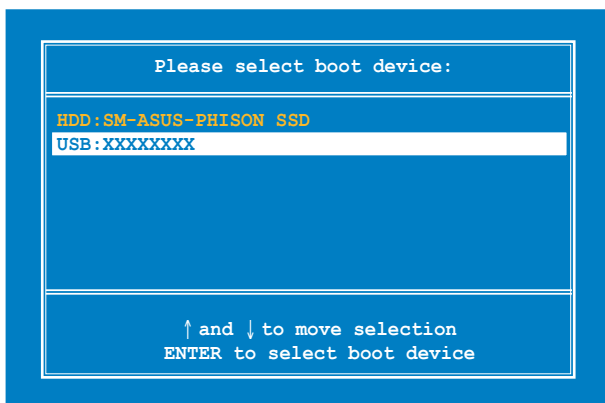 Please select boot device:
HDD:SM-ASUS-PHISON SSD
USB:XXXXXXXX
↑ and ↓ to move selection
ENTER to select boot device